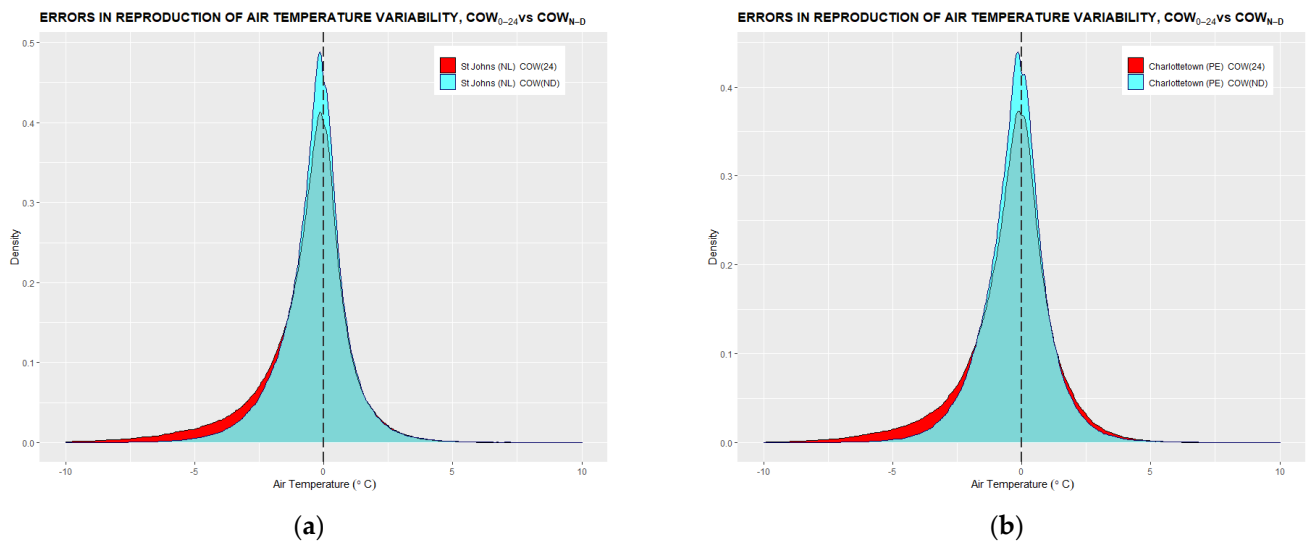 ERRORS IN REPRODUCTION OF AIR TEMPERATURE VARIABILITY, COW0–24vs COWN–D
0.5
0.4
0.3
0.2
0.1
0.0
Density
St Johns (NL) COW(24)
St Johns (NL) COW(ND)
-10 -5 0 5 10
Air Temperature (° C)
(a)
ERRORS IN REPRODUCTION OF AIR TEMPERATURE VARIABILITY, COW0–24vs COWN–D
0.4
0.3
0.2
0.1
0.0
Density
Charlottetown (PE) COW(24)
Charlottetown (PE) COW(ND)
-10 -5 0 5 10
Air Temperature (° C)
(b)